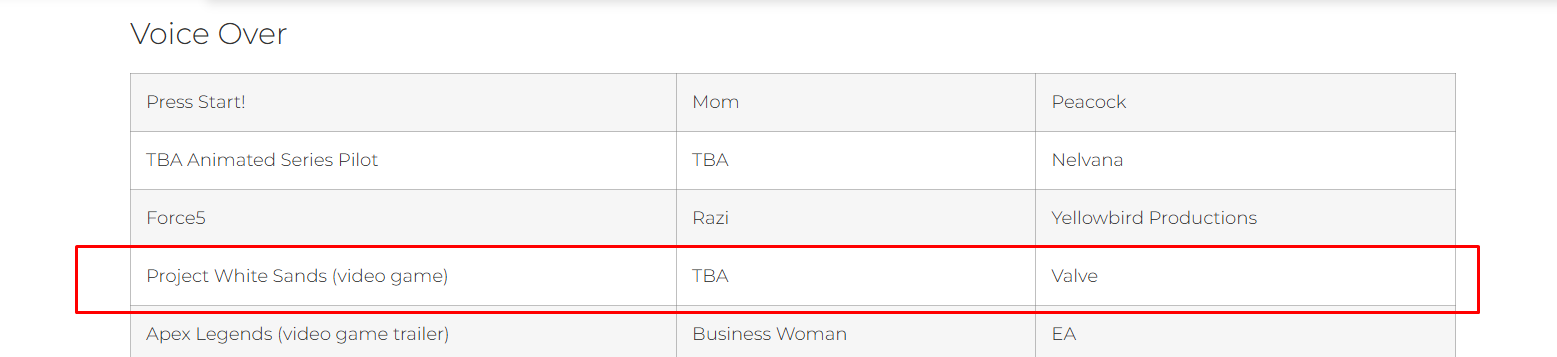 Voice Over
Press Start! Mom Peacock
TBA Animated Series Pilot TBA Nelvana
Force5 Razi Yellowbird Productions
Project White Sands (video game) TBA Valve
Apex Legends (video game trailer) Business Woman EA